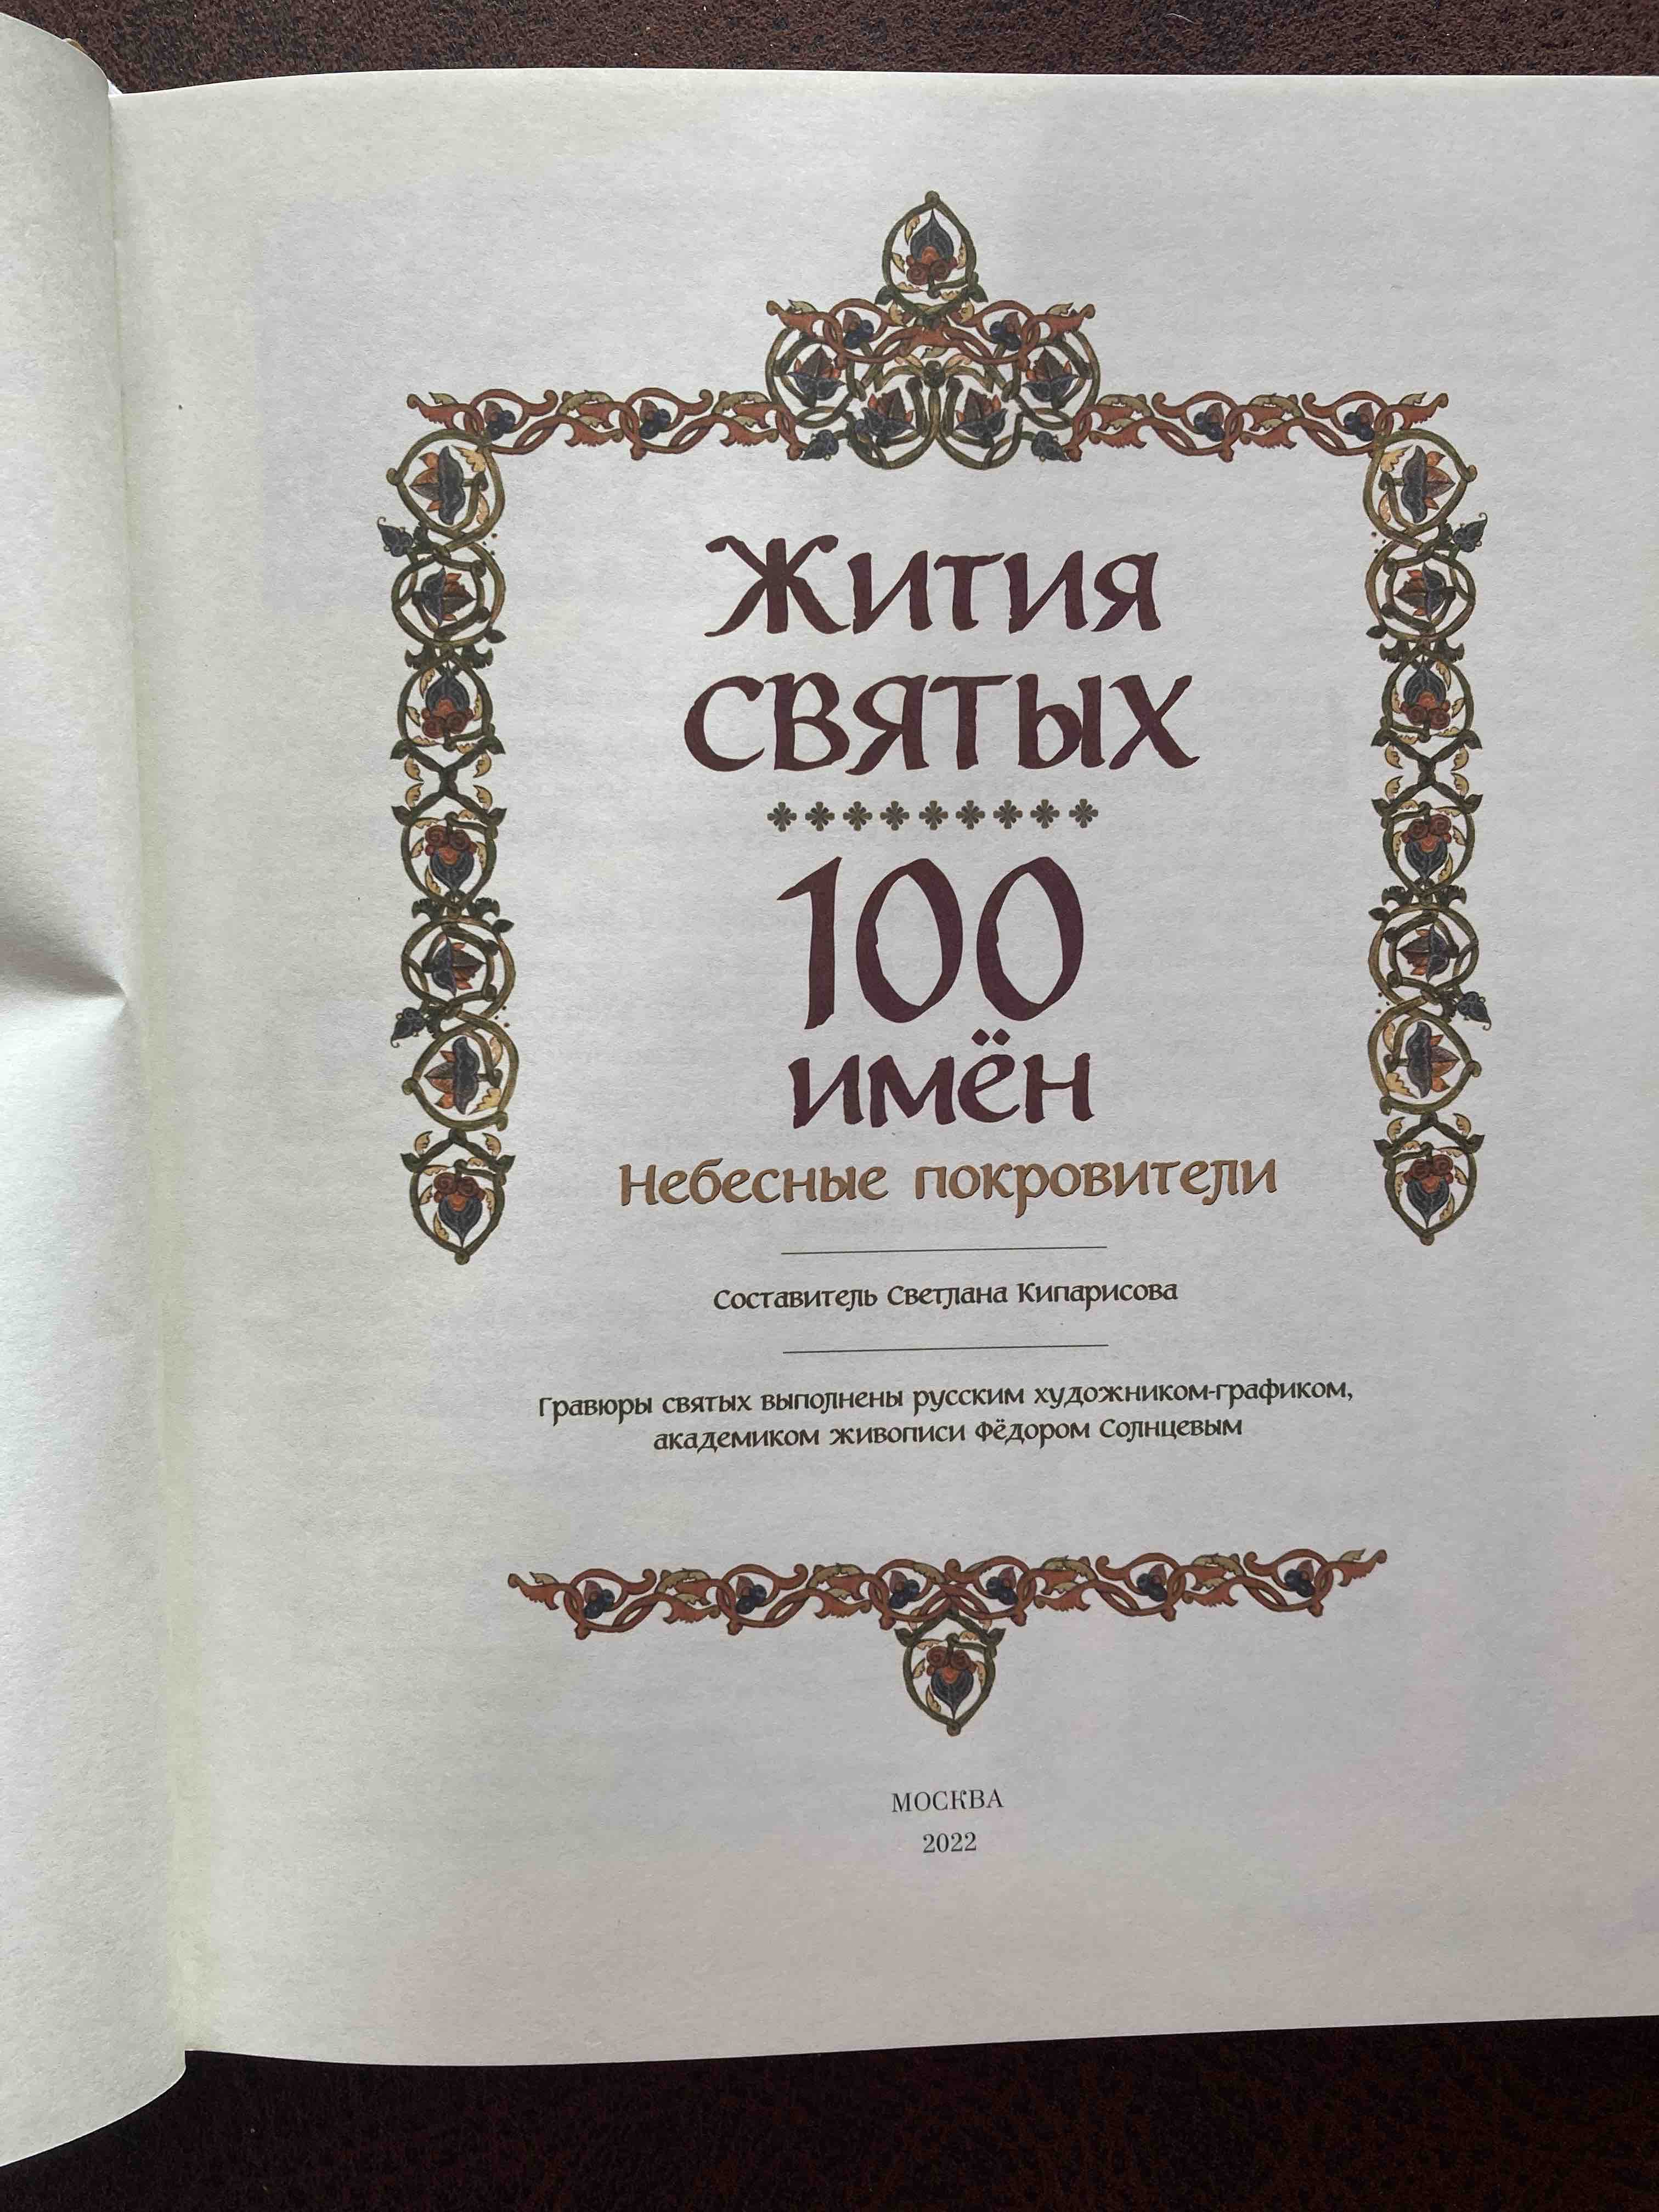 Жития
святых
100
имён
Небесные покровители
Составитель Светлана Кипарисова
Гравюры святых выполнены русским художником-графиком,
академиком живописи Фёдором Солнцевым
МОСКВА
2022